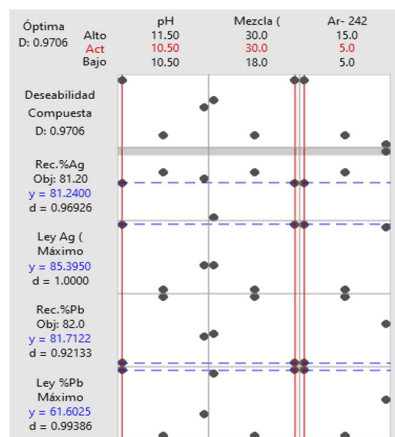 Óptima
D: 0.9706
pH Mezcla ( Ar- 242
Alto 11.50 30.0 15.0
Act 10.50 30.0 5.0
Bajo 10.50 18.0 5.0
Deseabilidad
Compuesta
D: 0.9706
Rec.%Ag
Obj: 81.20
y = 81.2400
d = 0.96926
Ley Ag (
Máximo
y = 85.3950
d = 1.0000
Rec.%Pb
Obj: 82.0
y = 81.7122
d = 0.92133
Ley %Pb
Máximo
y = 61.6025
d = 0.99386